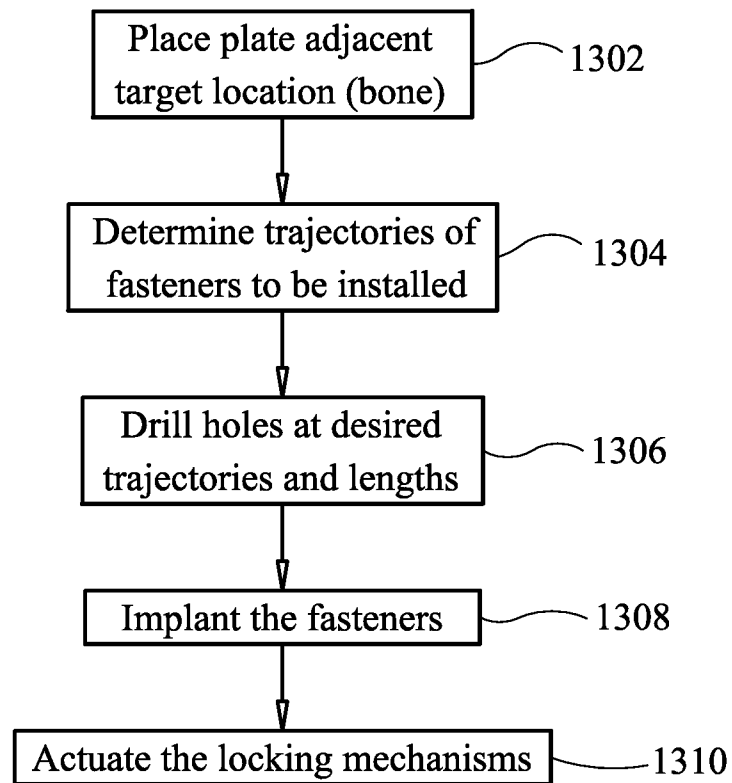 Place plate adjacent
target location (bone)
1302
Determine trajectories of
fasteners to be installed
1304
Drill holes at desired
trajectories and lengths
1306
Implant the fasteners
1308
Actuate the locking mechanisms
1310